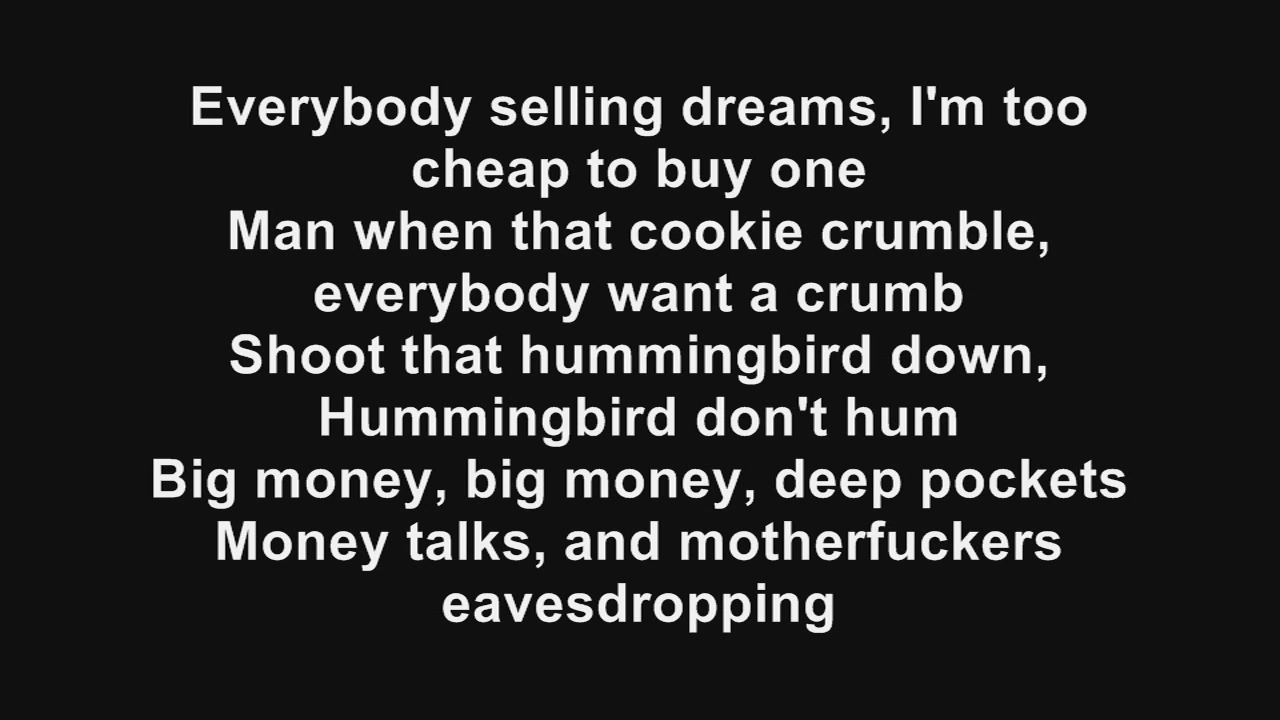 Everybody selling dreams, I'm too
cheap to buy one
Man when that cookie crumble,
everybody want a crumb
Shoot that hummingbird down,
Hummingbird don't hum
Big money, big money, deep pockets
Money talks, and motherfuckers
eavesdropping